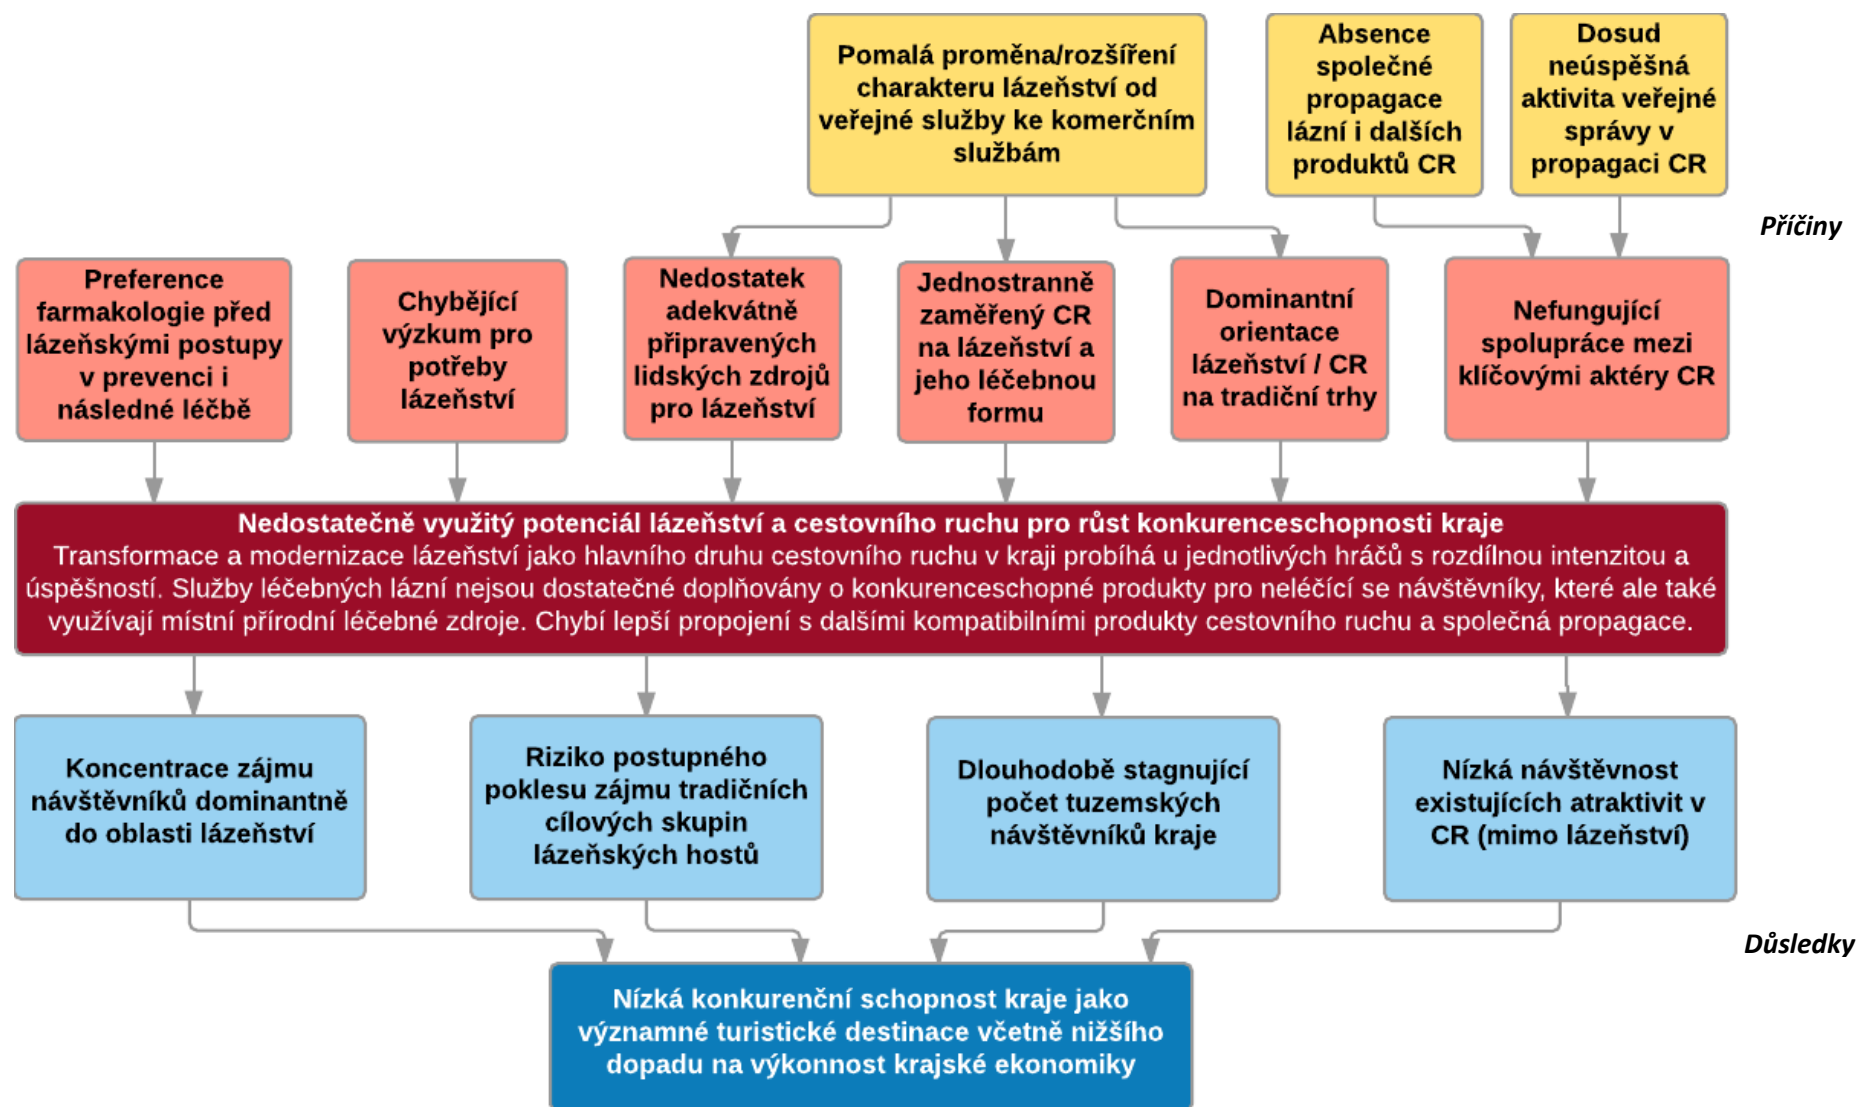 Pomalá proměna/rozšíření
charakteru lázeňství od
veřejné služby ke komerčním
službám
Absence
společné
propagace
lázní i dalších
produktů CR
Dosud
neúspěšná
aktivita veřejné
správy v
propagaci CR
Příčiny
Preference
farmakologie před
lázeňskými postupy
v prevenci i
následné léčbě
Chybějící
výzkum pro
potřeby
lázeňství
Nedostatek
adekvátně
připravených
lidských zdrojů
pro lázeňství
Jednostranně
zaměřený CR
na lázeňství a
jeho léčebnou
formu
Dominantní
orientace
lázeňství / CR
na tradiční trhy
Nefungující
spolupráce mezi
klíčovými aktéry CR
Nedostatečně využitý potenciál lázeňství a cestovního ruchu pro růst konkurenceschopnosti kraje
Transformace a modernizace lázeňství jako hlavního druhu cestovního ruchu v kraji probíhá u jednotlivých hráčů s rozdílnou intenzitou a
úspěšností. Služby léčebných lázní nejsou dostatečné doplňovány o konkurenceschopné produkty pro neléčící se návštěvníky, které ale také
využívají místní přírodní léčebné zdroje. Chybí lepší propojení s dalšími kompatibilními produkty cestovního ruchu a společná propagace.
Koncentrace zájmu
návštěvníků dominantně
do oblasti lázeňství
Riziko postupného
poklesu zájmu tradičních
cílových skupin
lázeňských hostů
Dlouhodobě stagnující
počet tuzemských
návštěvníků kraje
Nízká návštěvnost
existujících atraktivit v
CR (mimo lázeňství)
Důsledky
Nízká konkurenční schopnost kraje jako
významné turistické destinace včetně nižšího
dopadu na výkonnost krajské ekonomiky